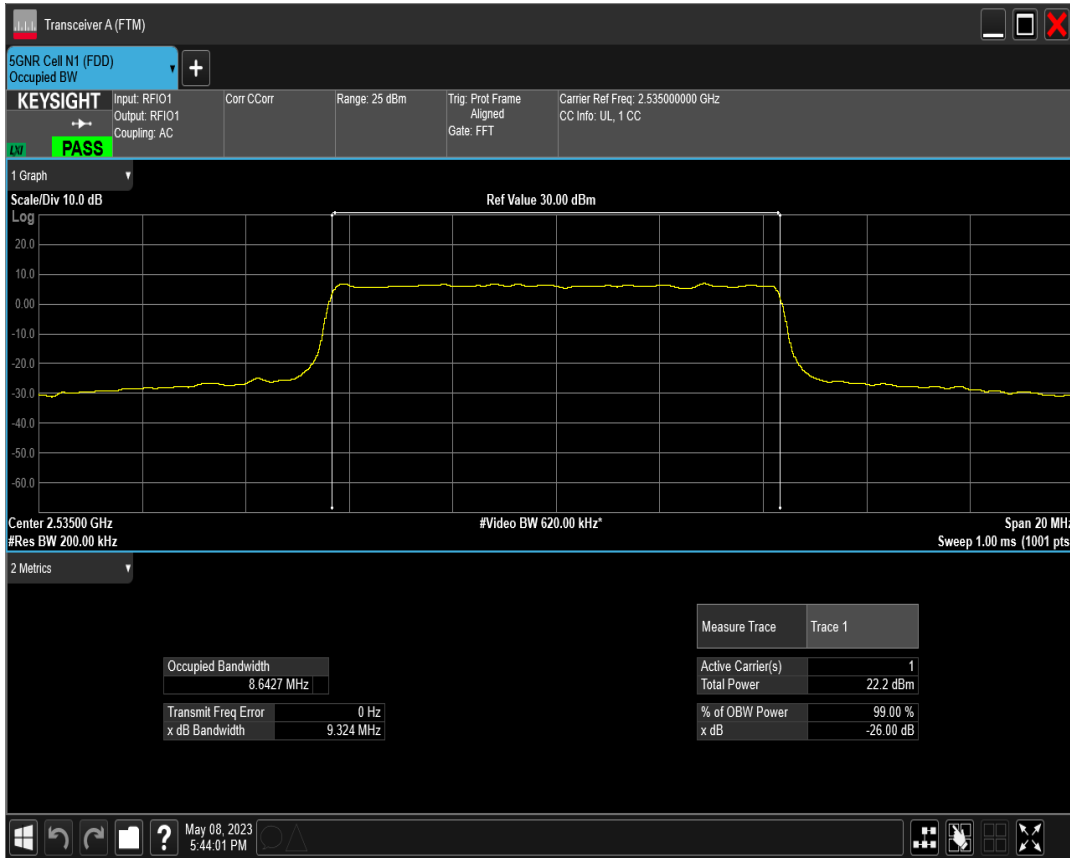 Transceiver A (FTM)
5GNR Cell N1 (FDD)
Occupied BW
+
KEYSIGHT
LXI
PASS
Input: RFIO1
Output: RFIO1
Coupling: AC
Corr CCorr
Range: 25 dBm
Trig: Prot Frame
Aligned
Gate: FFT
Carrier Ref Freq: 2.535000000 GHz
CC Info: UL, 1 CC
1 Graph
Scale/Div 10.0 dB
Ref Value 30.00 dBm
Log
20.0
10.0
0.00
-10.0
-20.0
-30.0
-40.0
-50.0
-60.0
Center 2.53500 GHz
#Video BW 620.00 kHz*
Span 20 MHz
#Res BW 200.00 kHz
Sweep 1.00 ms (1001 pts
2 Metrics
Measure Trace Trace 1
Occupied Bandwidth
8.6427 MHz
Active Carrier(s) 1
Total Power 22.2 dBm
Transmit Freq Error 0 Hz
x dB Bandwidth 9.324 MHz
% of OBW Power 99.00 %
x dB -26.00 dB
?
May 08, 2023
5:44:01 PM